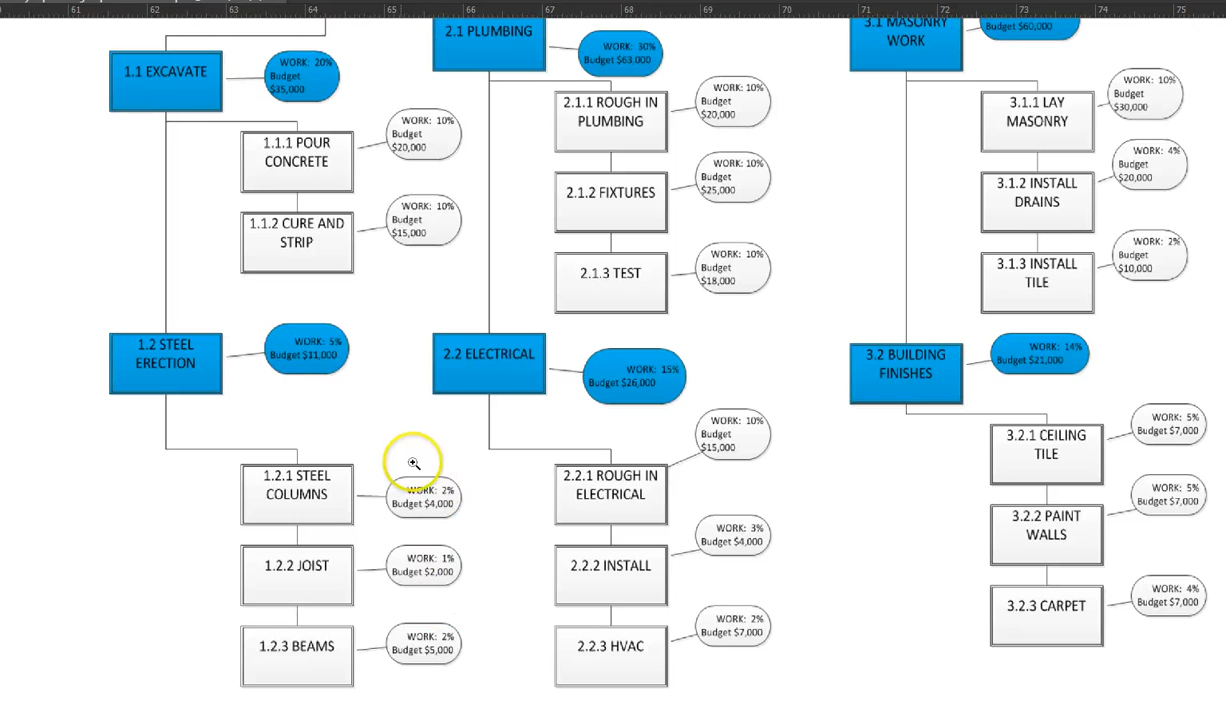 61 62 63 64 65 66 67 68 69 70 71 72 73 74 75
1.1 EXCAVATE
WORK: 20%
Budget
$35,000
1.1.1 POUR
CONCRETE
WORK: 10%
Budget
$20,000
1.1.2 CURE AND
STRIP
WORK: 10%
Budget
$15,000
1.2 STEEL
ERECTION
WORK: 5%
Budget $11,000
1.2.1 STEEL
COLUMNS
WORK: 2%
Budget $4,000
1.2.2 JOIST
WORK: 1%
Budget $2,000
1.2.3 BEAMS
WORK: 2%
Budget $5,000
2.1 PLUMBING
WORK: 30%
Budget $63,000
2.1.1 ROUGH IN
PLUMBING
WORK: 10%
Budget
$20,000
2.1.2 FIXTURES
WORK: 10%
Budget
$25,000
2.1.3 TEST
WORK: 10%
Budget
$18,000
2.2 ELECTRICAL
WORK: 15%
Budget $26,000
2.2.1 ROUGH IN
ELECTRICAL
WORK: 10%
Budget
$15,000
2.2.2 INSTALL
WORK: 3%
Budget $4,000
2.2.3 HVAC
WORK: 2%
Budget $7,000
3.1 MASONRY
WORK
Budget $60,000
3.1.1 LAY
MASONRY
WORK: 10%
Budget
$30,000
3.1.2 INSTALL
DRAINS
WORK: 4%
Budget
$20,000
3.1.3 INSTALL
TILE
WORK: 2%
Budget
$10,000
3.2 BUILDING
FINISHES
WORK: 14%
Budget $21,000
3.2.1 CEILING
TILE
WORK: 5%
Budget $7,000
3.2.2 PAINT
WALLS
WORK: 5%
Budget $7,000
3.2.3 CARPET
WORK: 4%
Budget $7,000